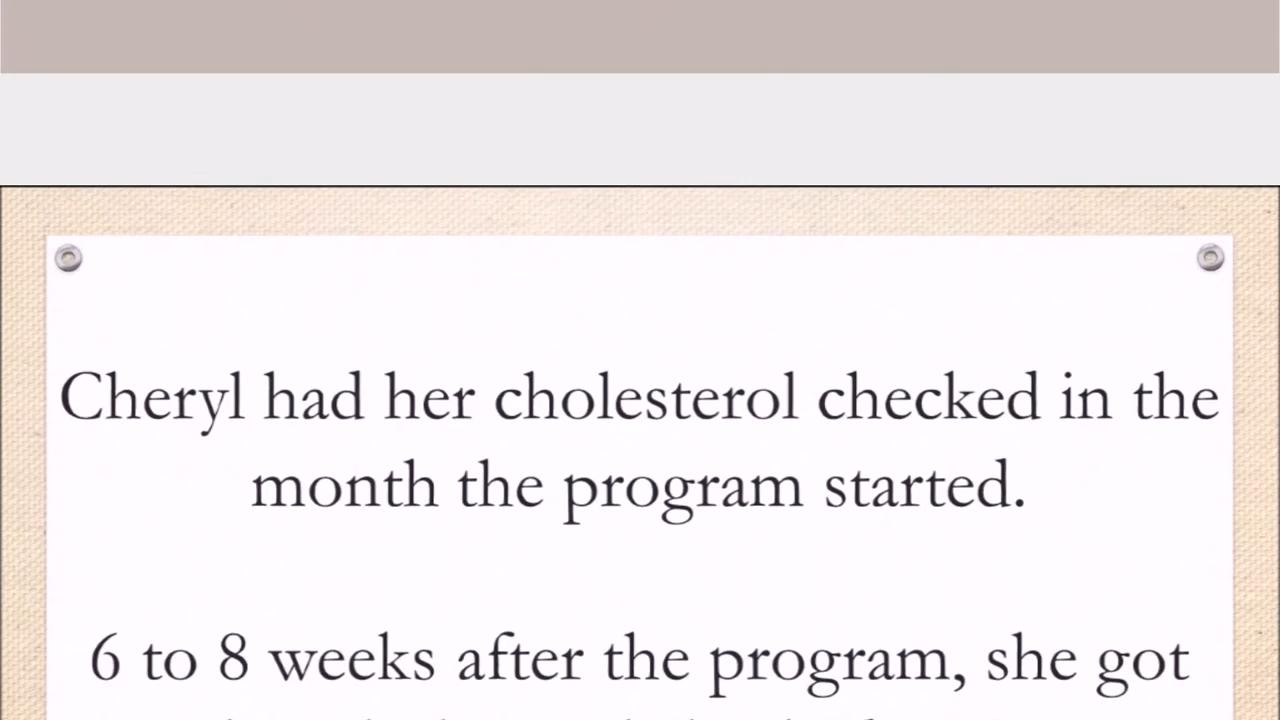 Cheryl had her cholesterol checked in the
month the program started.
6 to 8 weeks after the program, she got